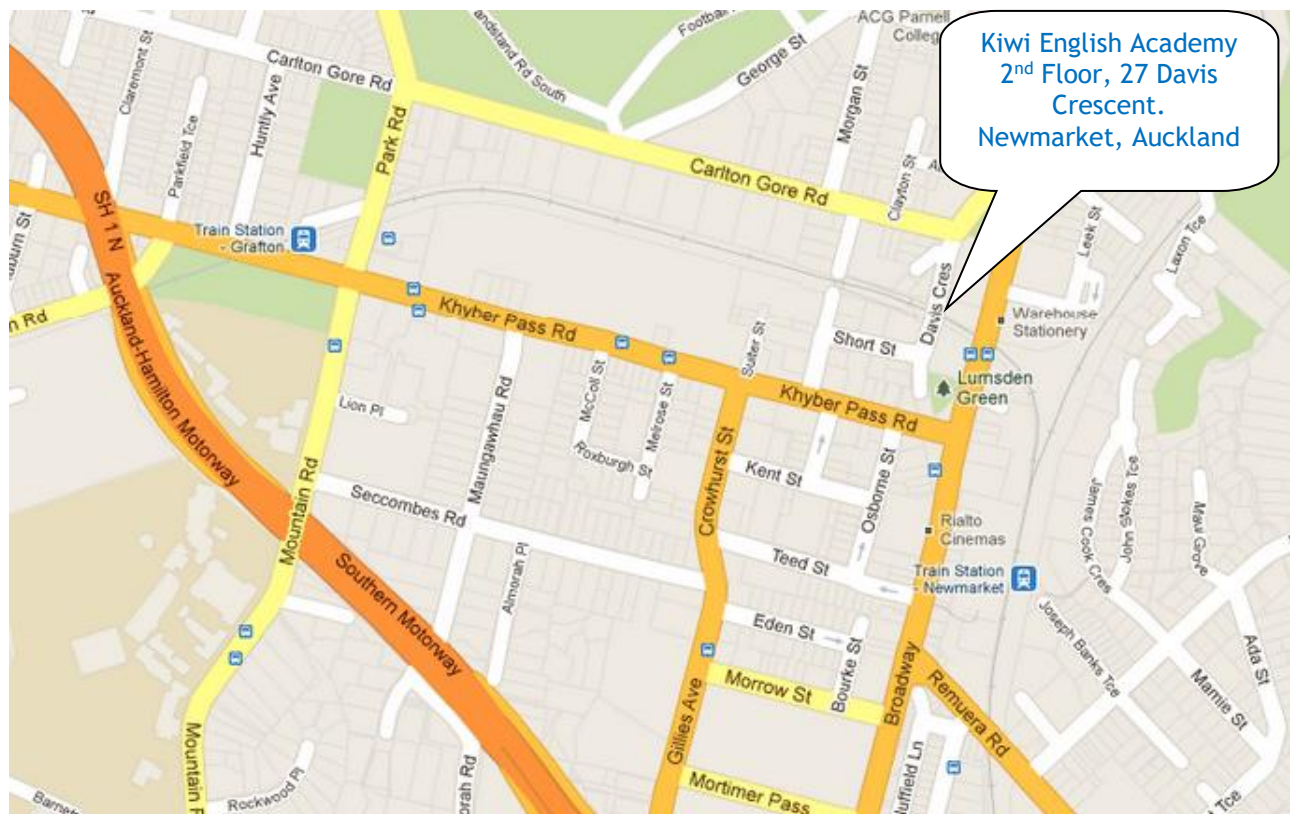 Kiwi English Academy
2nd Floor, 27 Davis
Crescent.
Newmarket, Auckland
ACG Parnell
Football
George St
Morgan St
Claremont St
Carlton Gore Rd
Huntly Ave
Parkfield Tce
Park Rd
Carlton Gore Rd
Clayton St
Leek St
Laxon Tce
SH 1 N
Train Station
- Grafton
Davis Cres
Warehouse
Stationery
Auckland-Hamilton Motorway
Khyber Pass Rd
Short St
Suiter St
Lumsden
Green
Khyber Pass Rd
McColl St
Melrose St
Lion Pl
Maungawhau Rd
Roxburgh St
Crowhurst St
Kent St
Osborne St
Seccombes Rd
Mountain Rd
Rialto
Cinemas
James Cook Cres
John Stokes Tce
Maui Grove
Teed St
Train Station
- Newmarket
Southern Motorway
Almorah Pl
Eden St
Bourke St
Joseph Banks Tce
Ada St
Morrow St
Broadway
Remuera Rd
Mamie St
Gillies Ave
Mountain R
Rockwood Pl
orah Rd
Mortimer Pass
Nuffield Ln
Tce